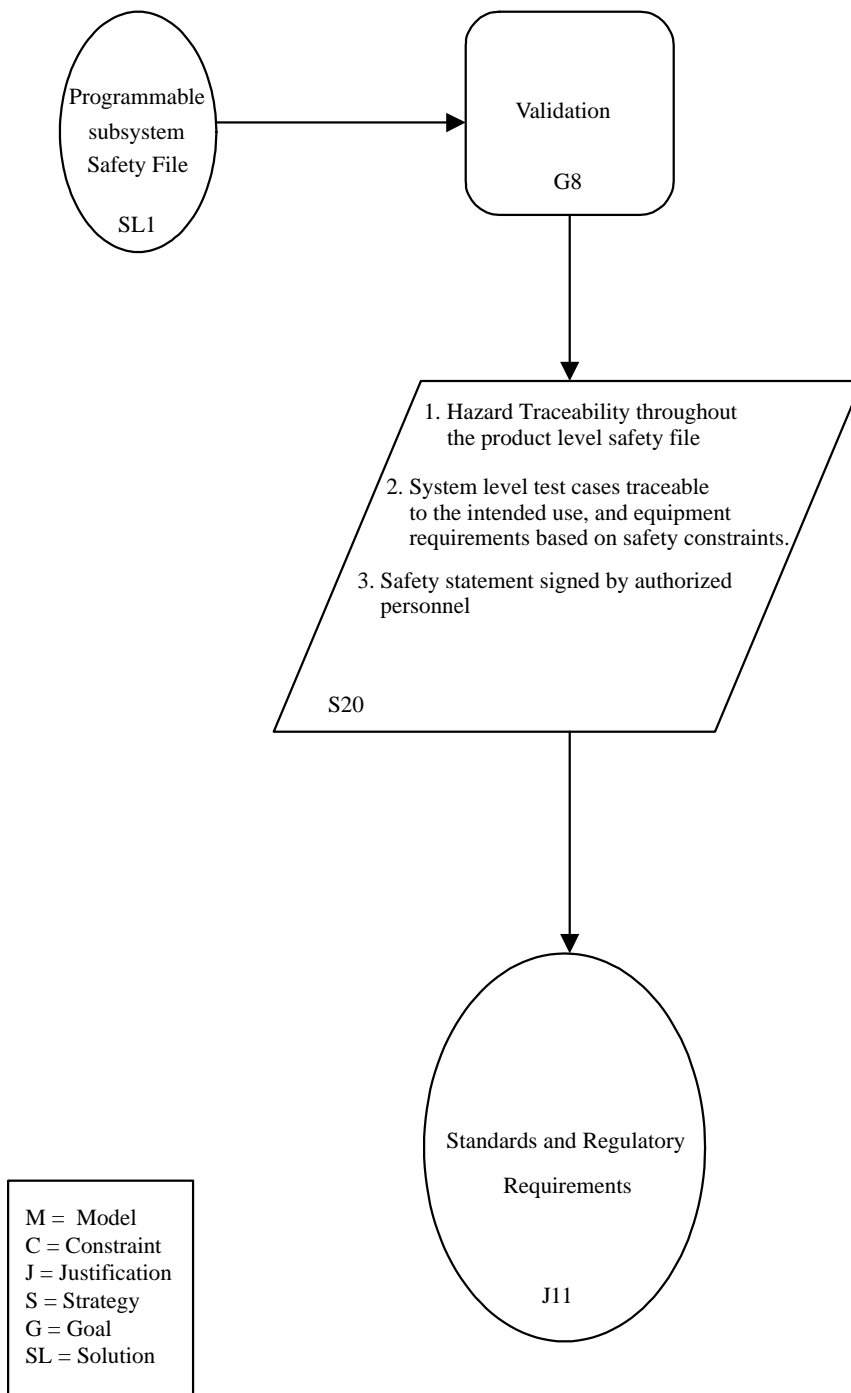 Programmable
subsystem
Safety File
SL1
Validation
G8
1. Hazard Traceability throughout
the product level safety file
2. System level test cases traceable
to the intended use, and equipment
requirements based on safety constraints.
3. Safety statement signed by authorized
personnel
S20
Standards and Regulatory
Requirements
J11
M = Model
C = Constraint
J = Justification
S = Strategy
G = Goal
SL = Solution